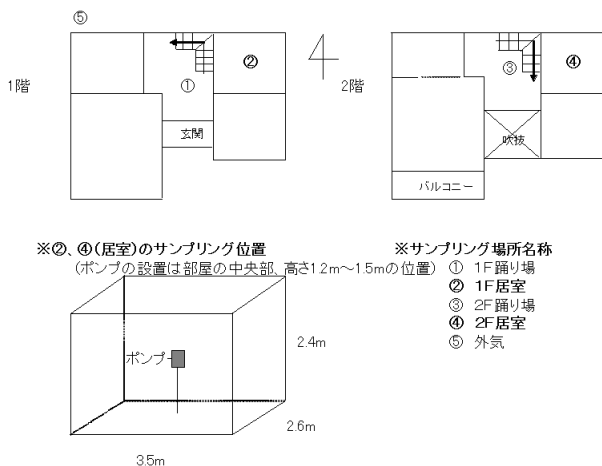 ⑤
1階
②
①
玄関
2階
③
④
吹抜
バルコニー
※②、④(居室)のサンプリング位置
(ポンプの設置は部屋の中央部、高さ1.2m～1.5mの位置)
ポンプ
2.4m
2.6m
3.5m
※サンプリング場所名称
① 1F踊り場
② 1F居室
③ 2F踊り場
④ 2F居室
⑤ 外気